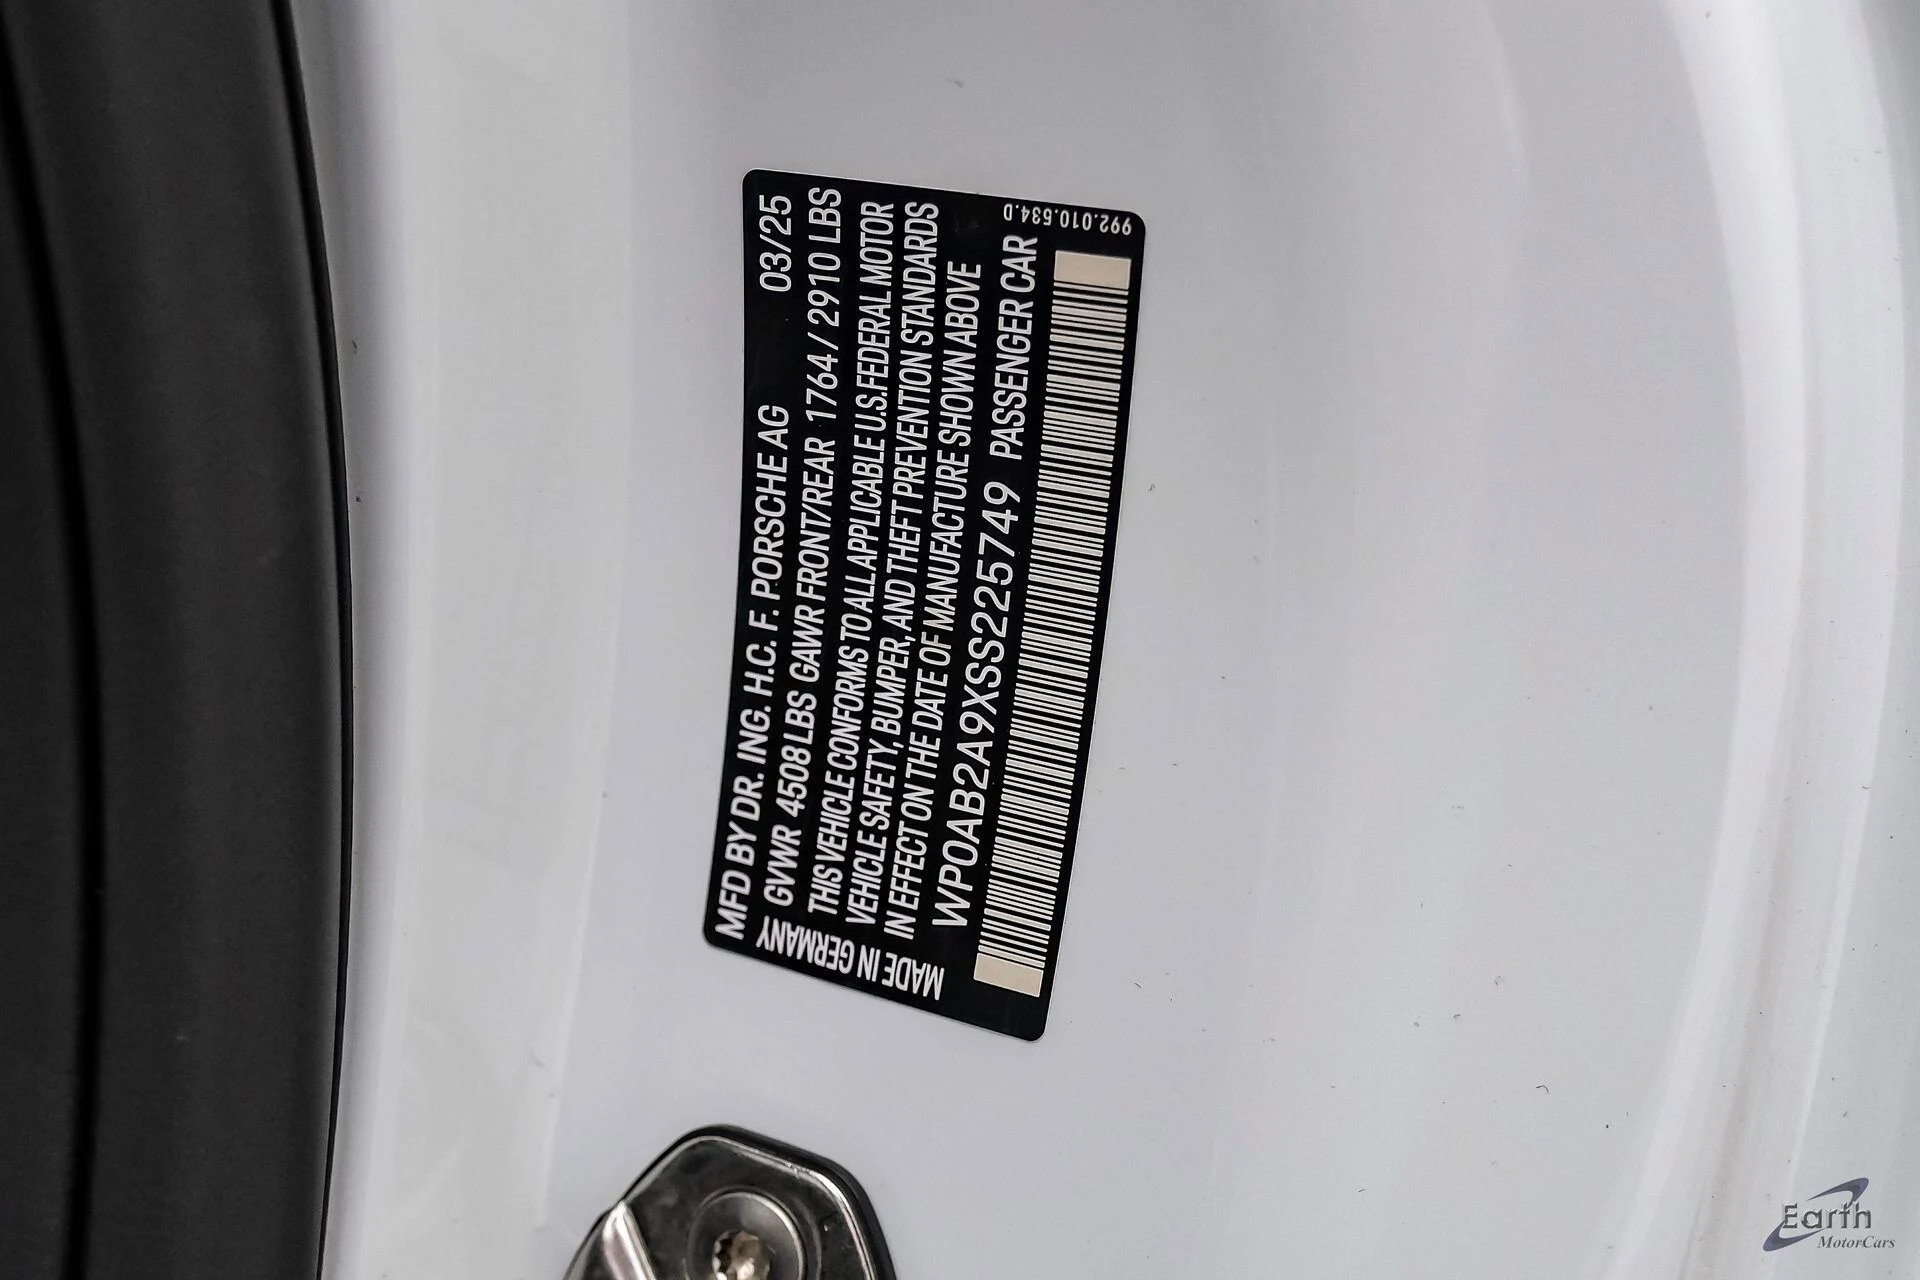 MFD BY DR. ING. H.C. F. PORSCHE AG 03/25
GVWR 4508 LBS GAWR FRONT/REAR 1764 / 2910 LBS
THIS VEHICLE CONFORMS TO ALL APPLICABLE U.S. FEDERAL MOTOR
VEHICLE SAFETY, BUMPER, AND THEFT PREVENTION STANDARDS
IN EFFECT ON THE DATE OF MANUFACTURE SHOWN ABOVE
WP0AB2A9XSS225749 PASSENGER CAR
MADE IN GERMANY
992.010.534.D
Earth
MotorCars